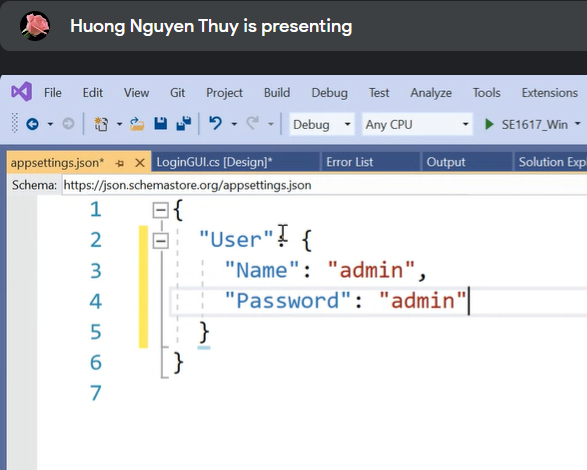 Huong Nguyen Thuy is presenting
File Edit View Git Project Build Debug Test Analyze Tools Extensions
Debug Any CPU SE1617_Win
appsettings.json* LoginGUI.cs [Design]* Error List Output Solution Exp
Schema: https://json.schemastore.org/appsettings.json
1 {
2 "User": {
3 "Name": "admin",
4 "Password": "admin"
5 }
6 }
7